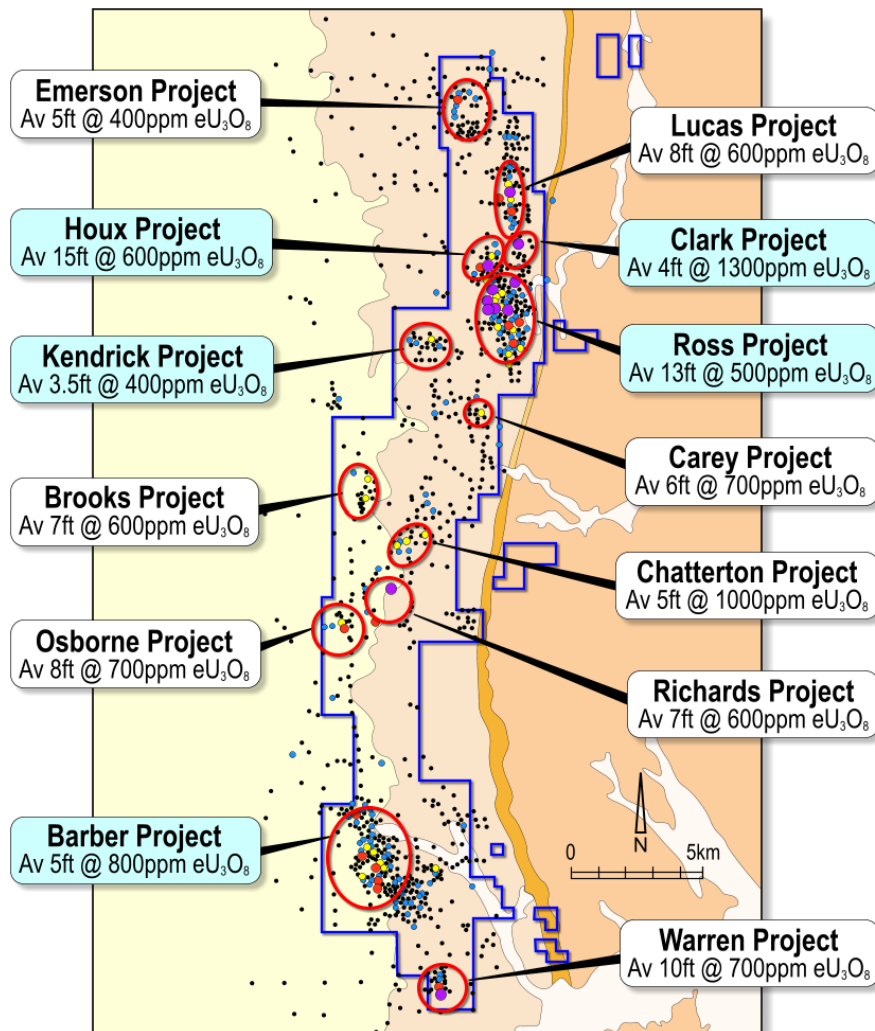 Emerson Project
Av 5ft @ 400ppm eU₃O₈
Lucas Project
Av 8ft @ 600ppm eU₃O₈
Houx Project
Av 15ft @ 600ppm eU₃O₈
Clark Project
Av 4ft @ 1300ppm eU₃O₈
Kendrick Project
Av 3.5ft @ 400ppm eU₃O₈
Ross Project
Av 13ft @ 500ppm eU₃O₈
Carey Project
Av 6ft @ 700ppm eU₃O₈
Brooks Project
Av 7ft @ 600ppm eU₃O₈
Chatterton Project
Av 5ft @ 1000ppm eU₃O₈
Osborne Project
Av 8ft @ 700ppm eU₃O₈
Richards Project
Av 7ft @ 600ppm eU₃O₈
Barber Project
Av 5ft @ 800ppm eU₃O₈
N
0 5km
Warren Project
Av 10ft @ 700ppm eU₃O₈